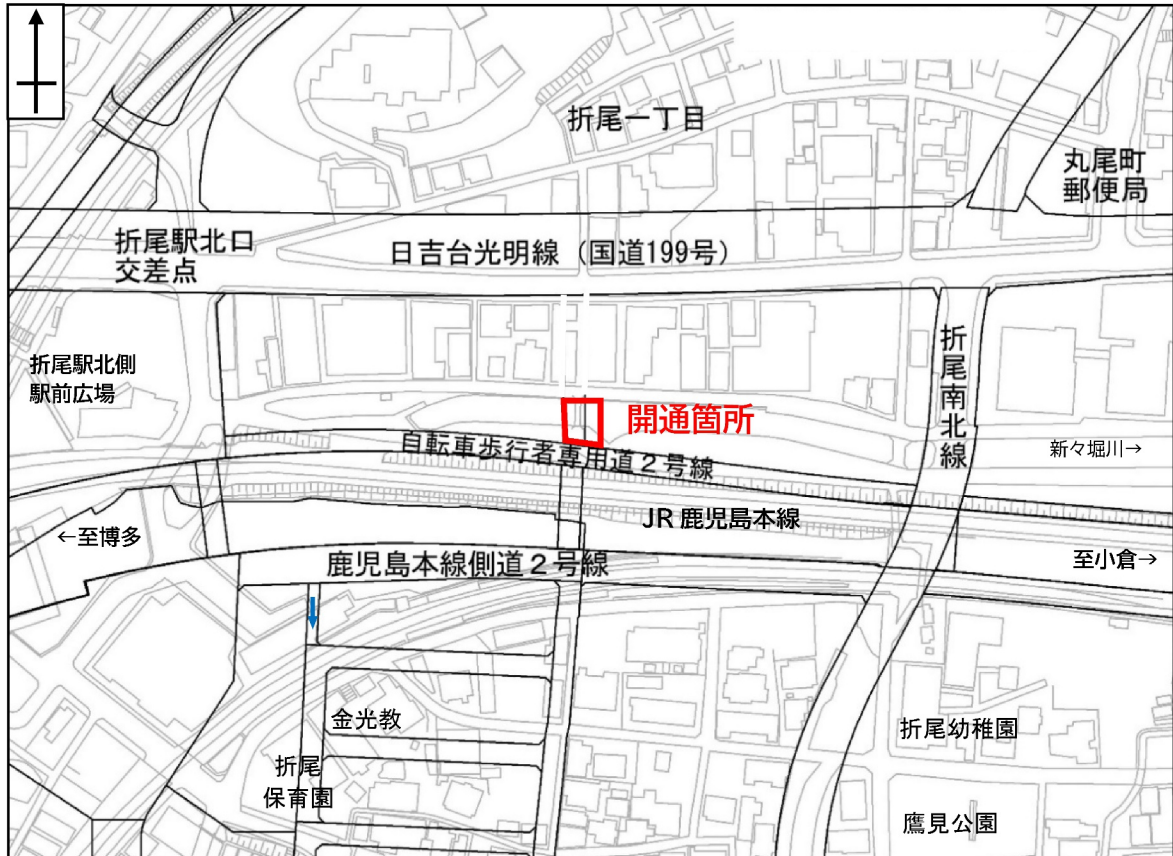 折尾一丁目
丸尾町
郵便局
折尾駅北口
交差点
日吉台光明線（国道199号）
折尾駅北側
駅前広場
折尾南北線
開通箇所
自転車歩行者専用道２号線
新々堀川→
JR鹿児島本線
←至博多
至小倉→
鹿児島本線側道２号線
金光教
折尾幼稚園
折尾
保育園
鷹見公園